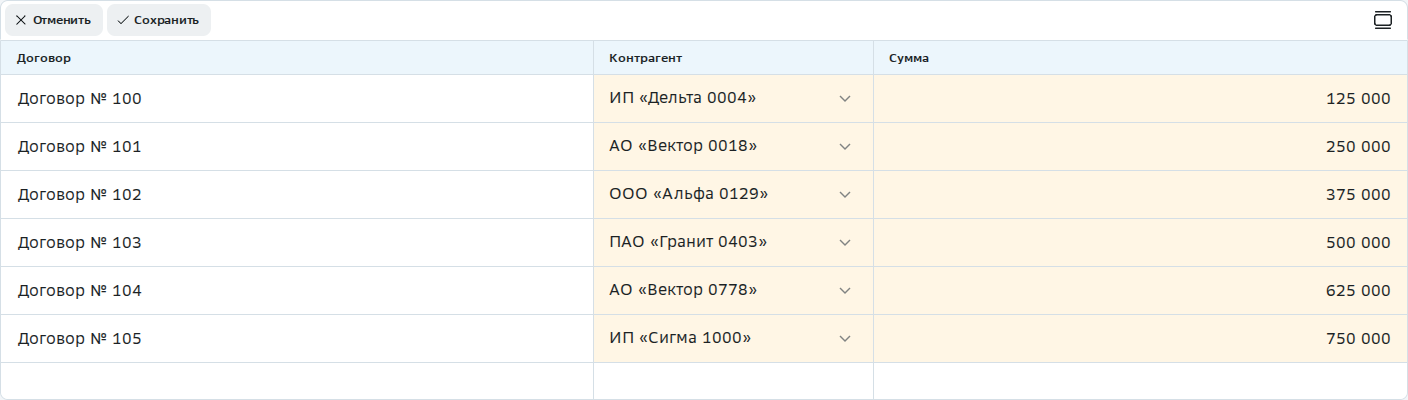 Отменить Сохранить
Договор Контрагент Сумма
Договор № 100 ИП «Дельта 0004» 125 000
Договор № 101 АО «Вектор 0018» 250 000
Договор № 102 ООО «Альфа 0129» 375 000
Договор № 103 ПАО «Гранит 0403» 500 000
Договор № 104 АО «Вектор 0778» 625 000
Договор № 105 ИП «Сигма 1000» 750 000